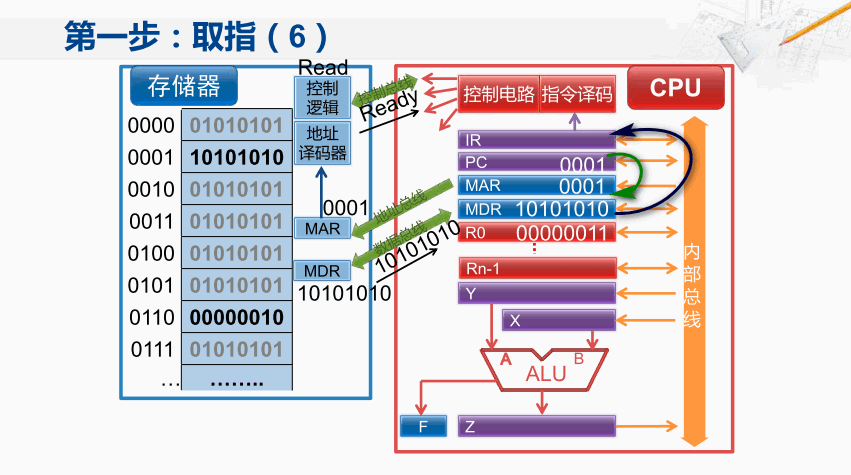 第一步：取指（6）
存储器
Read
控制
逻辑
地址
译码器
控制总线
Ready
控制电路
指令译码
CPU
0000 01010101
0001 10101010
0010 01010101
0011 01010101
0100 01010101
0101 01010101
0110 00000010
0111 01010101
... ........
0001
MAR
MDR
10101010
地址总线
数据总线
10101010
IR
PC 0001
MAR 0001
MDR 10101010
R0 00000011
Rn-1
Y
X
A
B
ALU
F
Z
内部总线